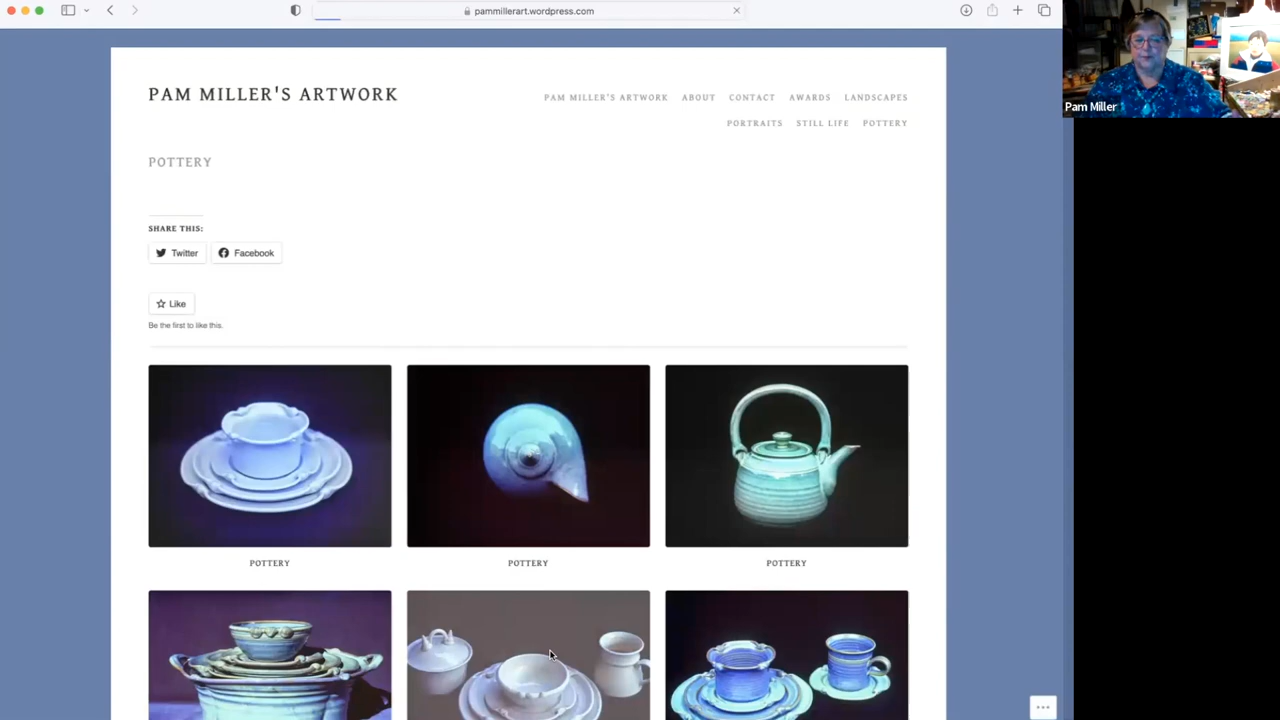 pammillerart.wordpress.com
Pam Miller
PAM MILLER'S ARTWORK
PAM MILLER'S ARTWORK ABOUT CONTACT AWARDS LANDSCAPES
PORTRAITS STILL LIFE POTTERY
POTTERY
SHARE THIS:
Twitter Facebook
Like
Be the first to like this.
POTTERY POTTERY POTTERY